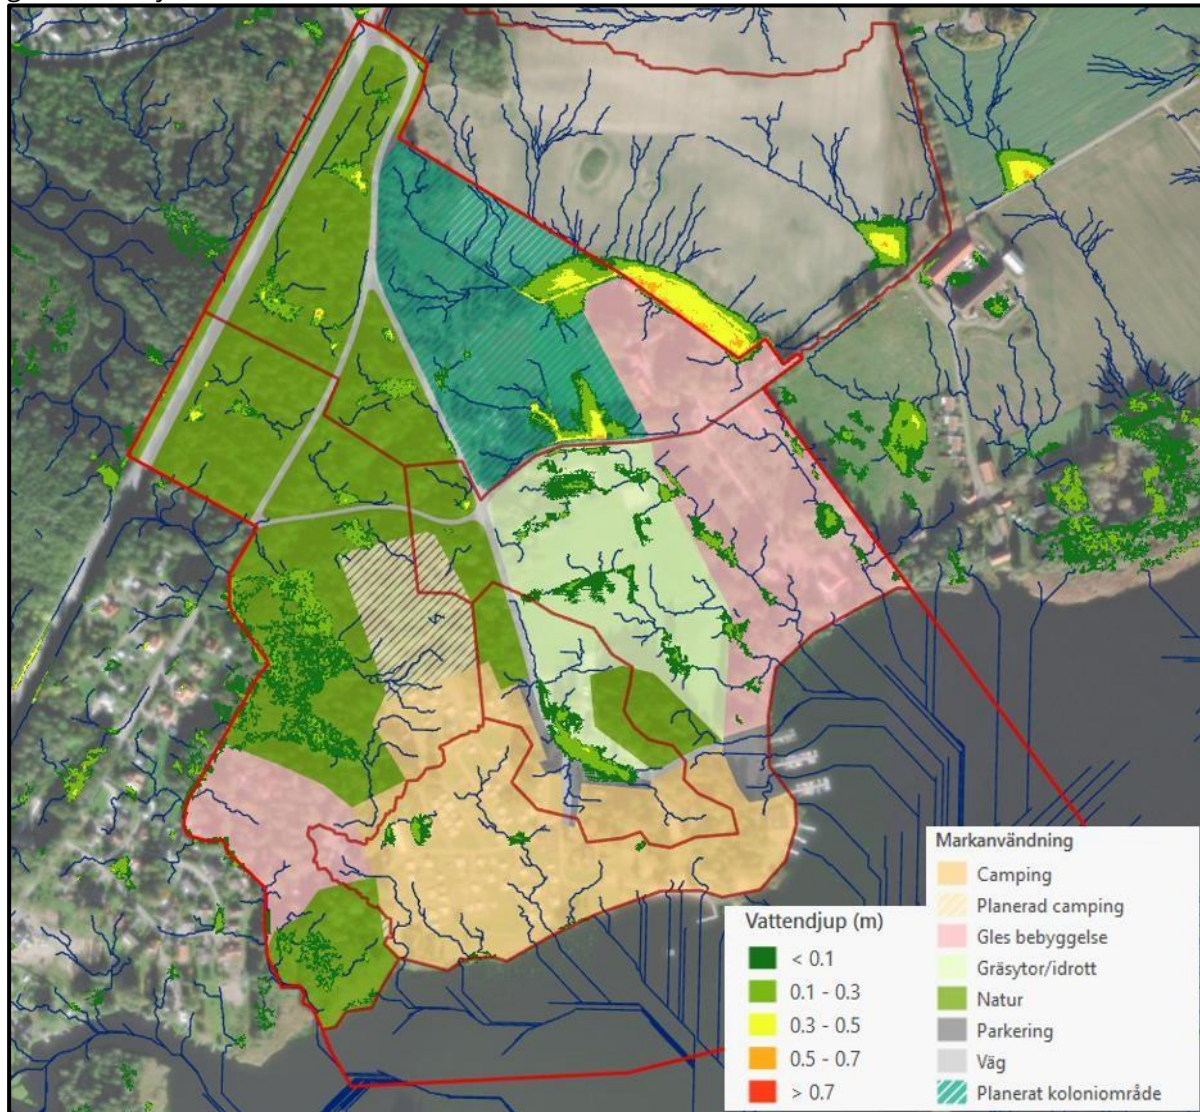 Vattendjup (m)
< 0.1
0.1 - 0.3
0.3 - 0.5
0.5 - 0.7
> 0.7
Markanvändning
Camping
Planerad camping
Gles bebyggelse
Gräsytor/idrott
Natur
Parkering
Väg
Planerat koloniområde